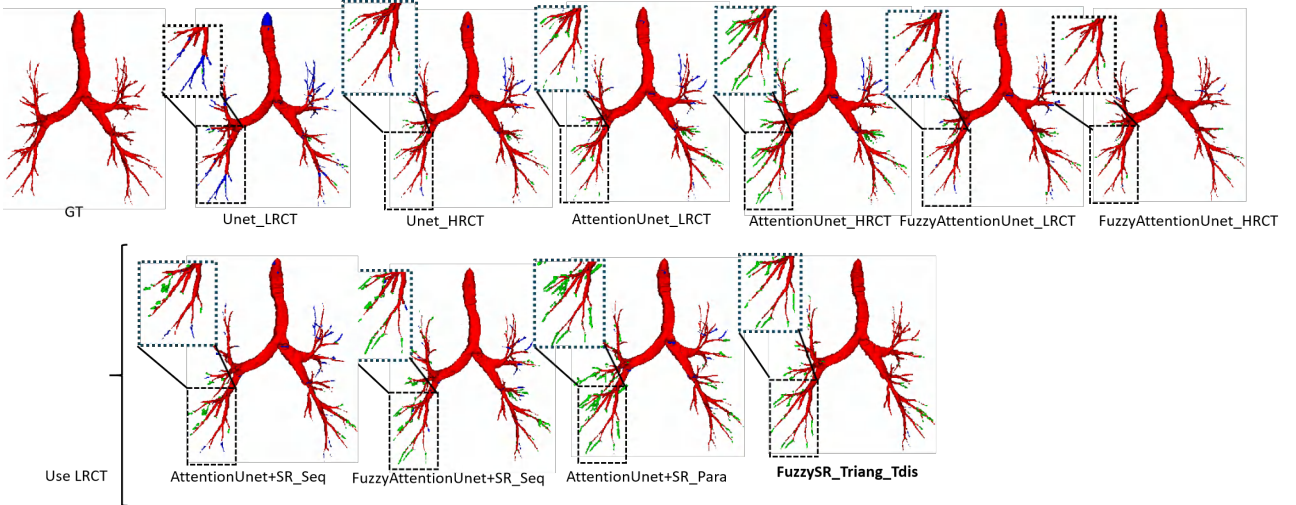 GT
Unet_LRCT
Unet_HRCT
AttentionUnet_LRCT
AttentionUnet_HRCT
FuzzyAttentionUnet_LRCT
FuzzyAttentionUnet_HRCT
Use LRCT
AttentionUnet+SR_Seq
FuzzyAttentionUnet+SR_Seq
AttentionUnet+SR_Para
FuzzySR_Triang_Tdis